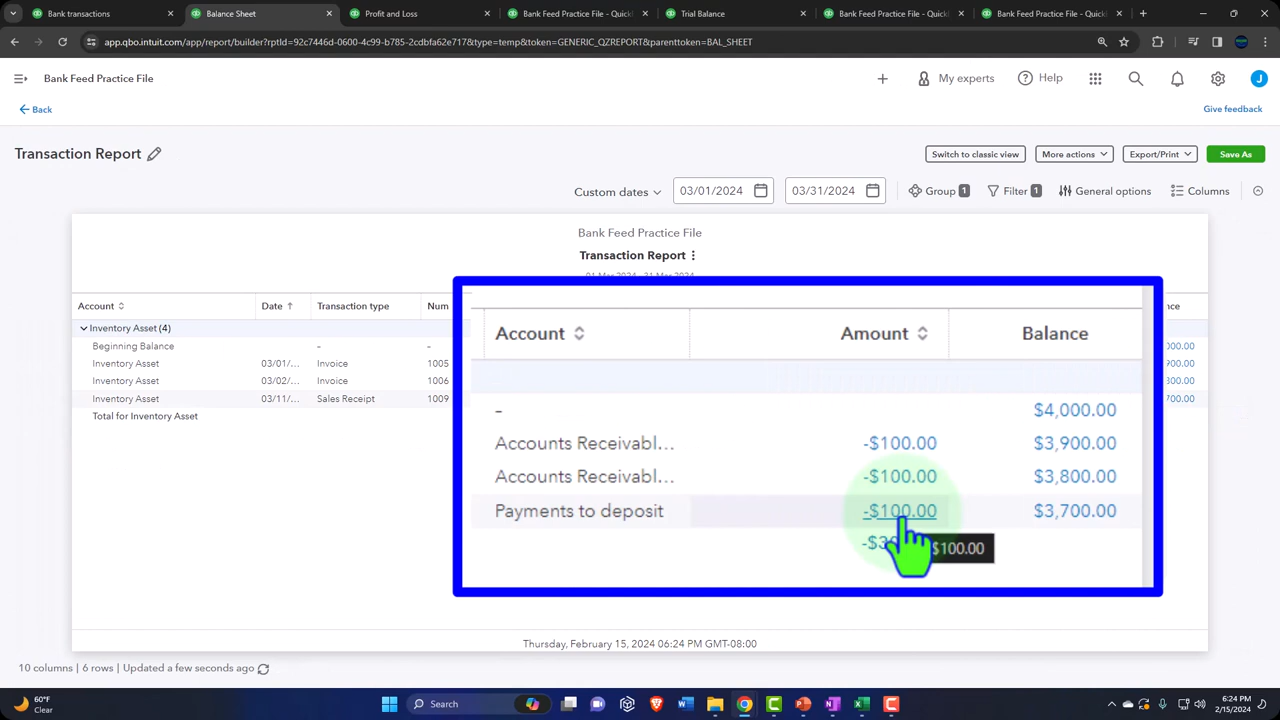 Bank transactions
Balance Sheet
Profit and Loss
Bank Practice File - Quick
Trial Balance
Bank Practice File - Quick
Bank Practice File - Quick
app.qbo.intuit.com/app/report/builder?rptId=92c7446d-0600-4c99-b785-2cdbfa62e717&type=temp&token=GENERIC_QZREPORT&parenttoken=BAL_SHEET
Bank Feed Practice File
My experts
Help
J
Back
Give feedback
Transaction Report
Switch to classic view
More actions
Export/Print
Save As
Custom dates
03/01/2024
03/31/2024
Group 1
Filter 1
General options
Columns
Bank Feed Practice File
Transaction Report
01 Mar 2024 - 31 Mar 2024
Account Date Transaction type Num
Inventory Asset (4)
Beginning Balance - -
Inventory Asset 03/01/... Invoice 1005
Inventory Asset 03/02/... Invoice 1006
Inventory Asset 03/11/... Sales Receipt 1009
Total for Inventory Asset
Account Amount Balance
- $4,000.00
Accounts Receivabl... -$100.00 $3,900.00
Accounts Receivabl... -$100.00 $3,800.00
Payments to deposit -$100.00 $3,700.00
$100.00
Thursday, February 15, 2024 06:24 PM GMT-08:00
10 columns | 6 rows | Updated a few seconds ago
60°F
Clear
Search
6:24 PM
2/15/2024